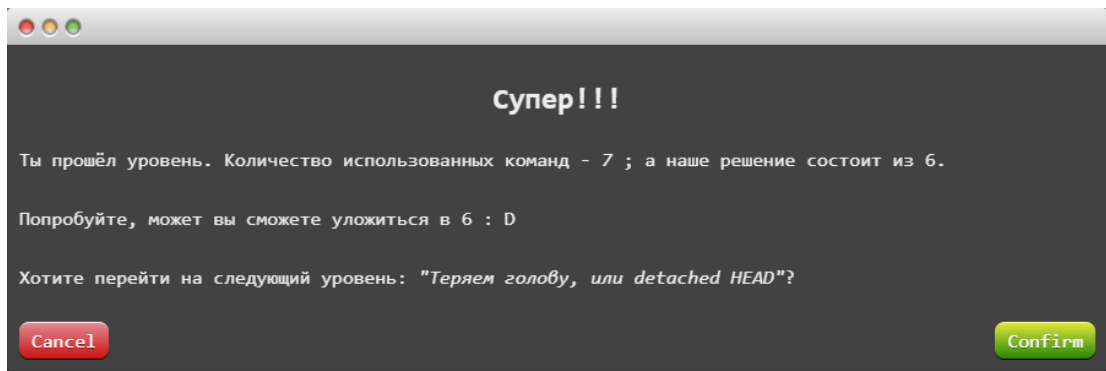 Супер!!!
Ты прошёл уровень. Количество использованных команд - 7 ; а наше решение состоит из 6.
Попробуйте, может вы сможете уложиться в 6 : D
Хотите перейти на следующий уровень: "Теряем голову, или detached HEAD"?
Cancel
Confirm